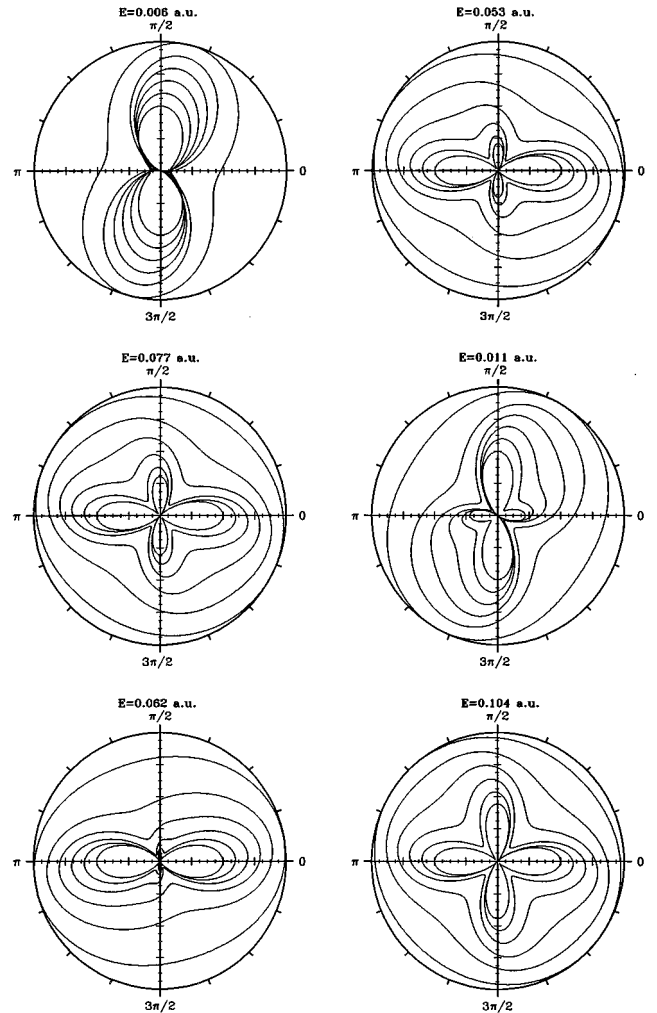 E=0.006 a.u.
π/2
π
0
3π/2
E=0.053 a.u.
π/2
π
0
3π/2
E=0.077 a.u.
π/2
π
0
3π/2
E=0.011 a.u.
π/2
π
0
3π/2
E=0.062 a.u.
π/2
π
0
3π/2
E=0.104 a.u.
π/2
π
0
3π/2